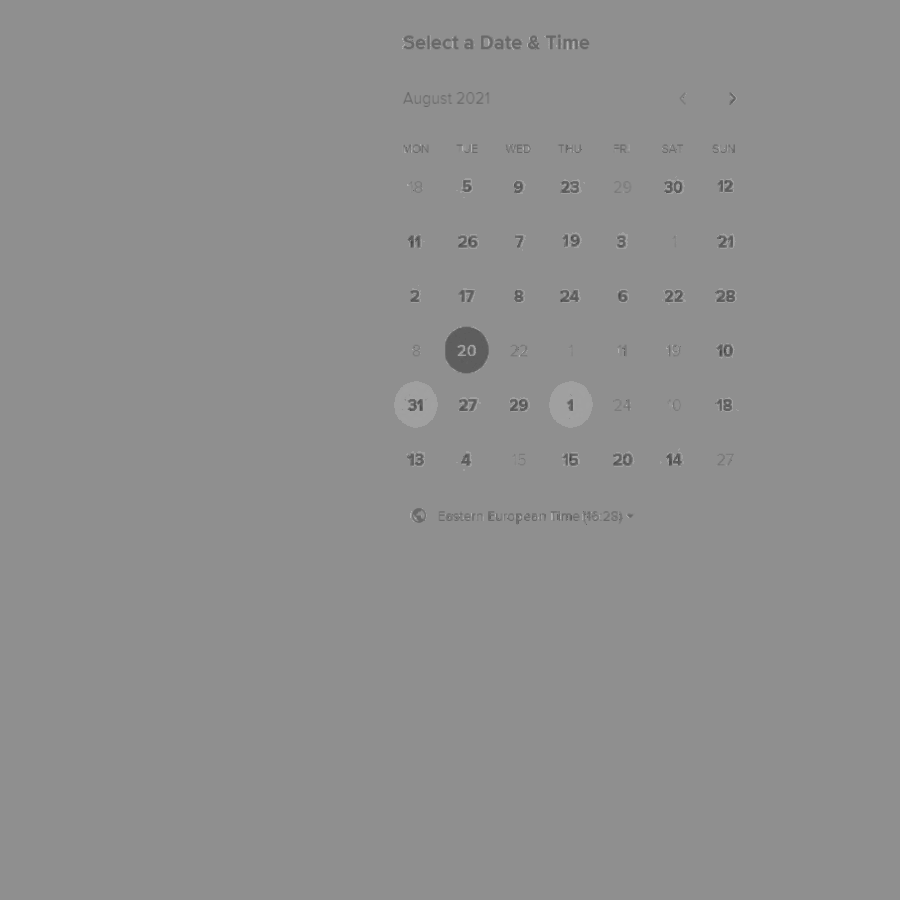 Select a Date & Time
August 2021
MON TUE WED THU FRI SAT SUN
18 5 9 23 29 30 12
11 26 7 19 3 1 21
2 17 8 24 6 22 28
8 20 22 1 11 19 10
31 27 29 1 24 10 18
13 4 15 15 20 14 27
Eastern European Time (16:28)